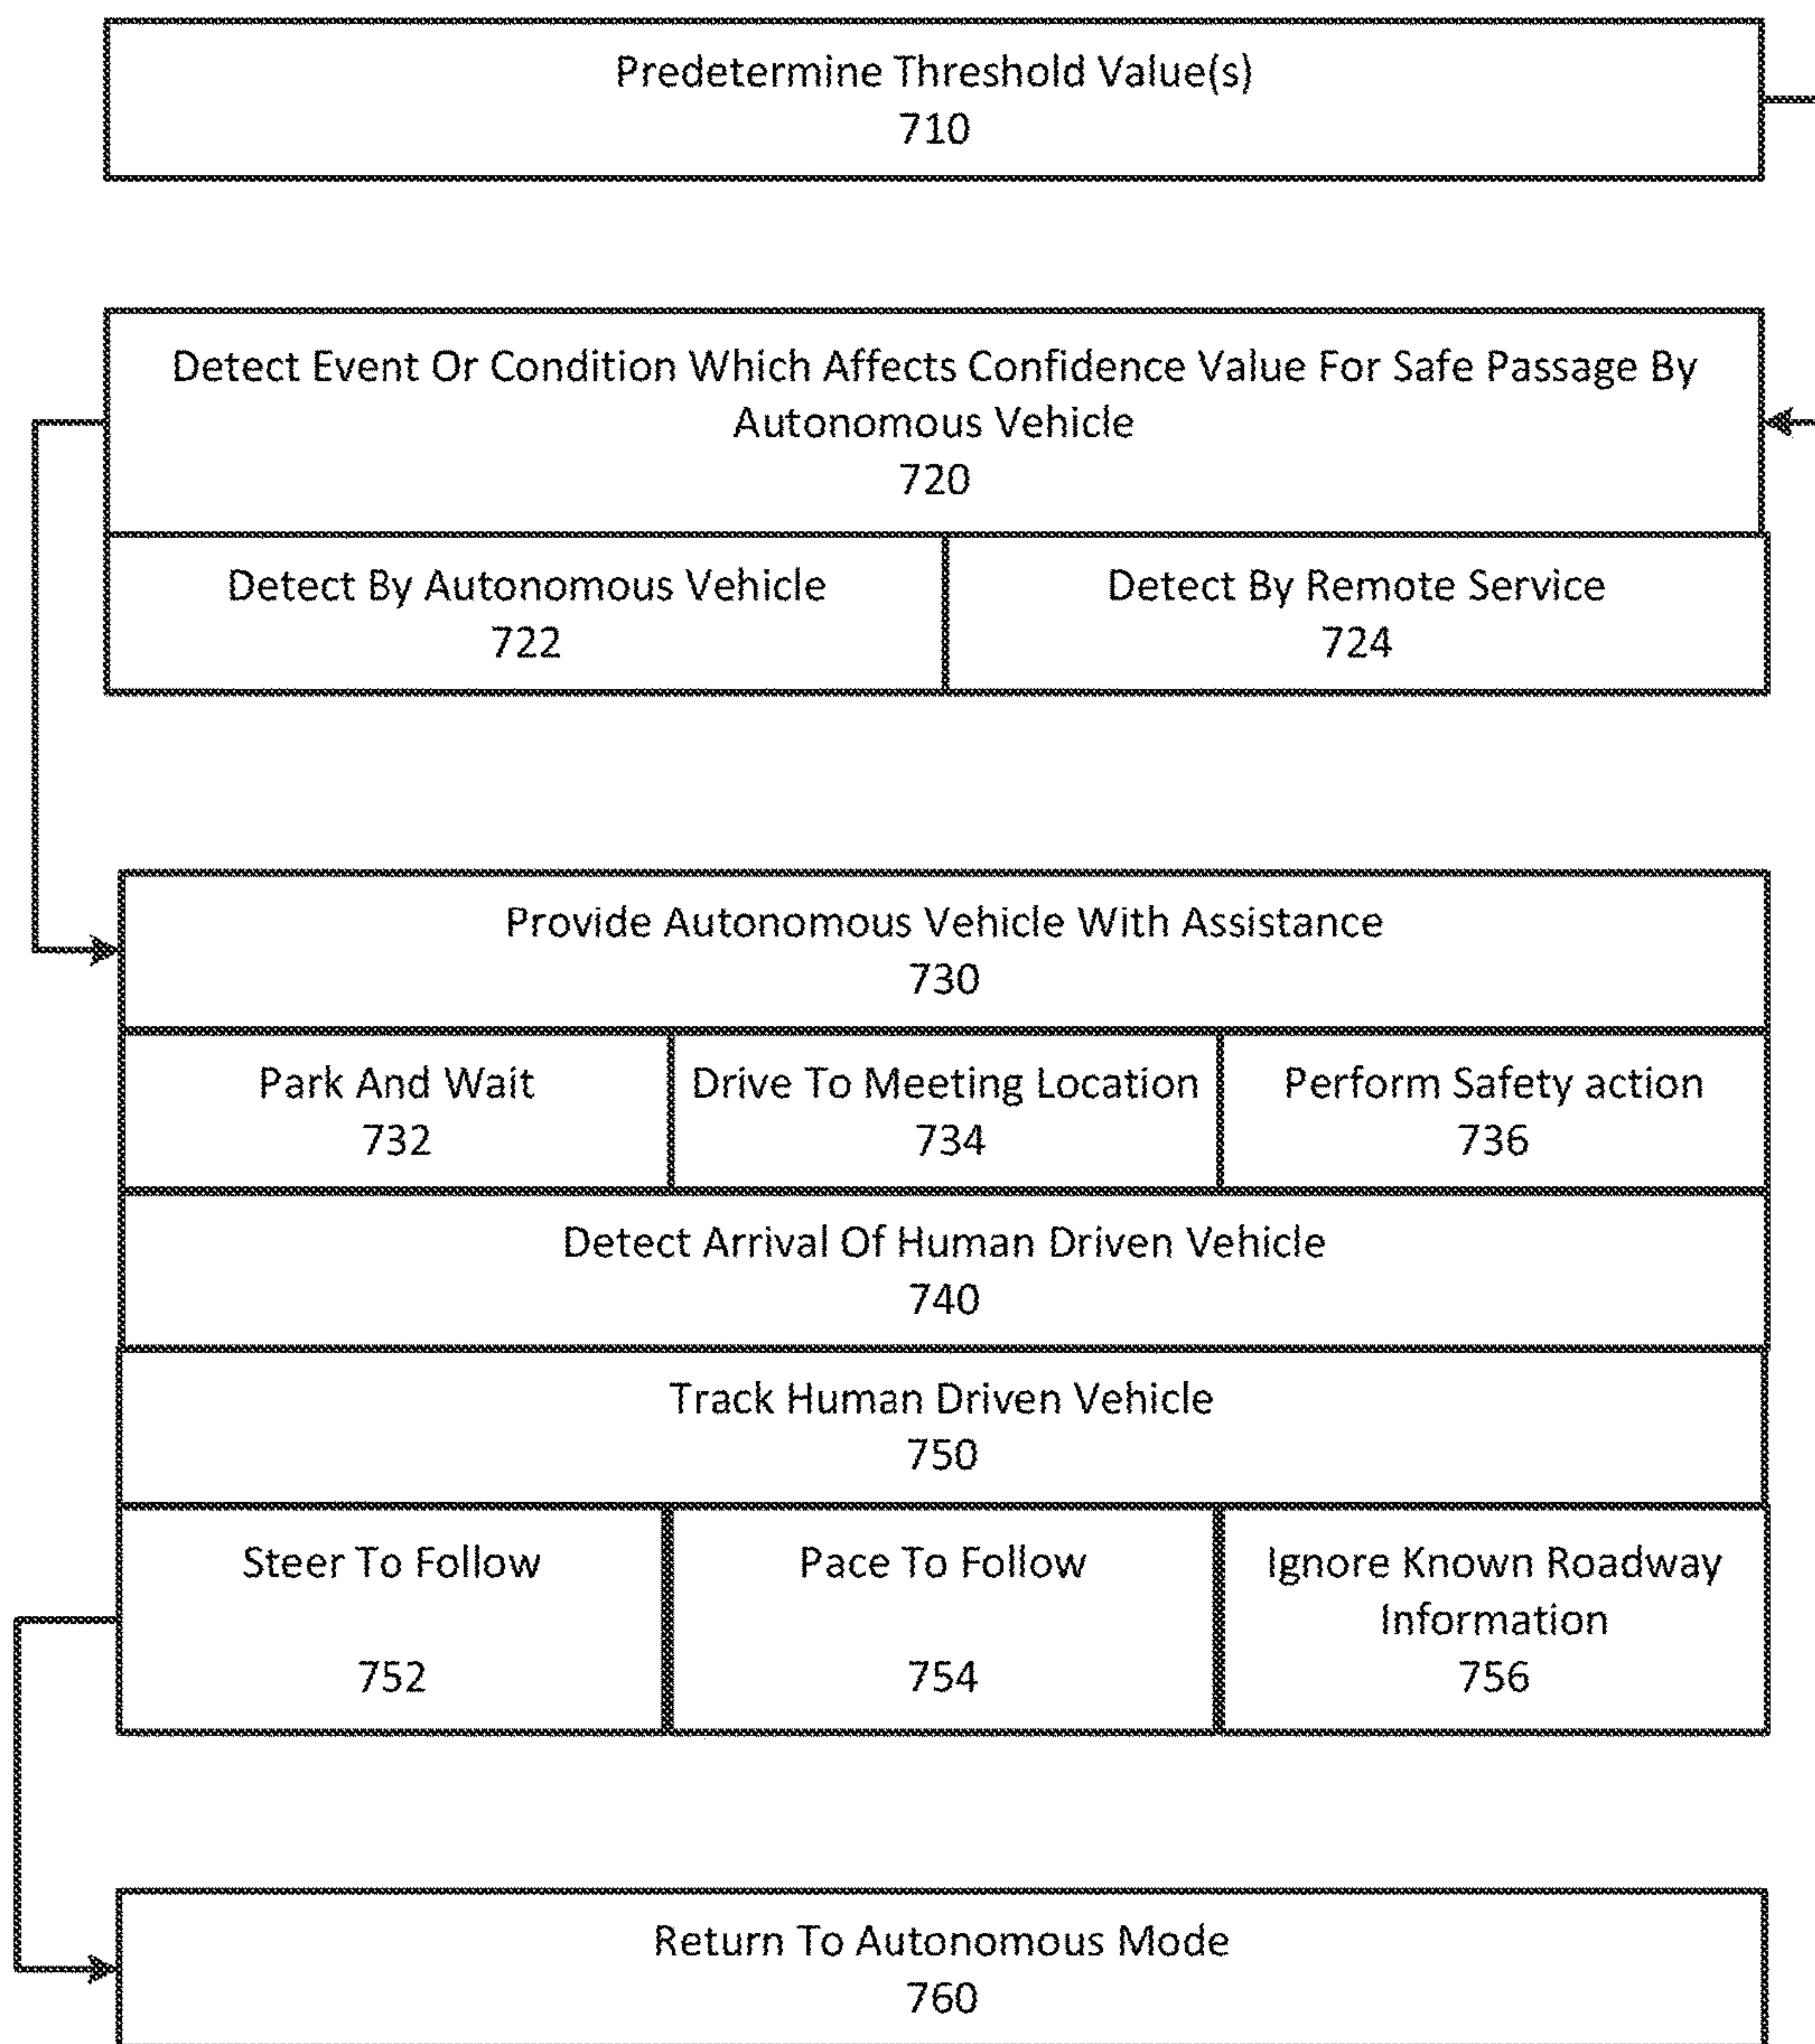 Predetermine Threshold Value(s)
710
Detect Event Or Condition Which Affects Confidence Value For Safe Passage By
Autonomous Vehicle
720
Detect By Autonomous Vehicle
722
Detect By Remote Service
724
Provide Autonomous Vehicle With Assistance
730
Park And Wait
732
Drive To Meeting Location
734
Perform Safety action
736
Detect Arrival Of Human Driven Vehicle
740
Track Human Driven Vehicle
750
Steer To Follow
752
Pace To Follow
754
Ignore Known Roadway
Information
756
Return To Autonomous Mode
760